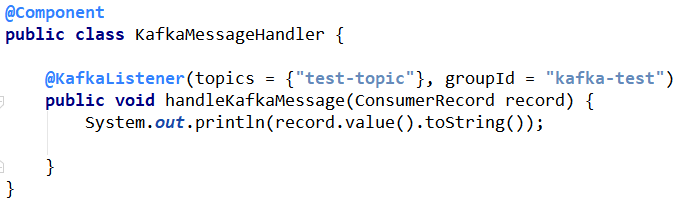 @Component
public class KafkaMessageHandler {
@KafkaListener(topics = {"test-topic"}, groupId = "kafka-test")
public void handleKafkaMessage(ConsumerRecord record) {
System.out.println(record.value().toString());
}
}